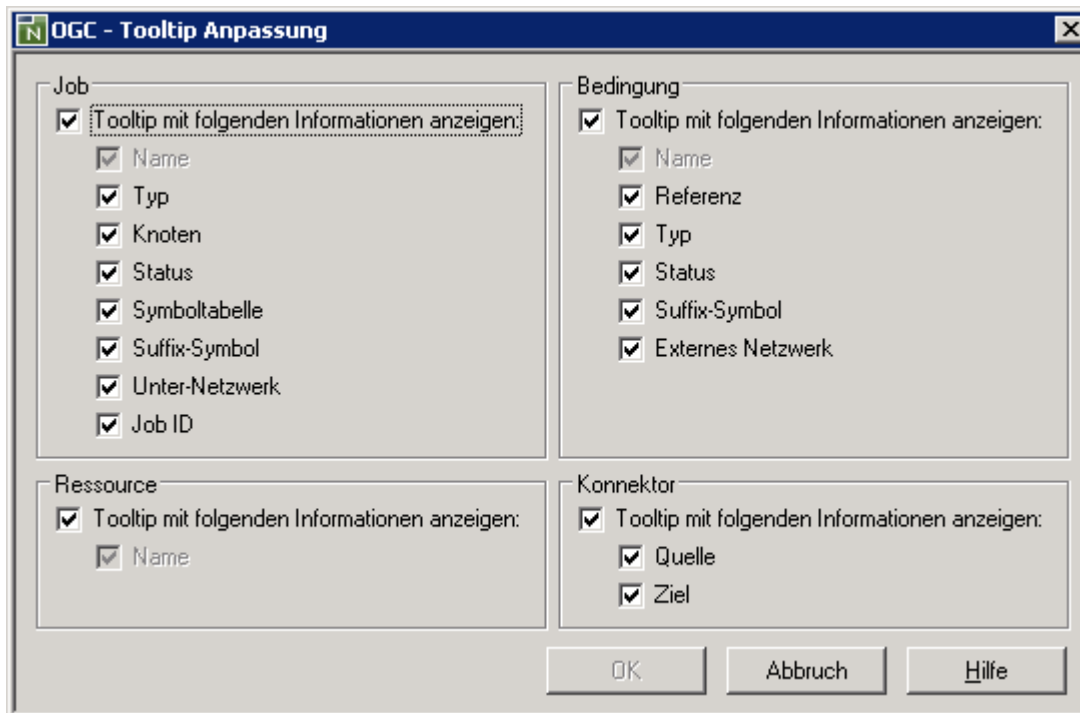 OGC - Tooltip Anpassung
Job
Tooltip mit folgenden Informationen anzeigen:
Name
Typ
Knoten
Status
Symboltabelle
Suffix-Symbol
Unter-Netzwerk
Job ID
Bedingung
Tooltip mit folgenden Informationen anzeigen:
Name
Referenz
Typ
Status
Suffix-Symbol
Externes Netzwerk
Ressource
Tooltip mit folgenden Informationen anzeigen:
Name
Konnektor
Tooltip mit folgenden Informationen anzeigen:
Quelle
Ziel
OK Abbruch Hilfe